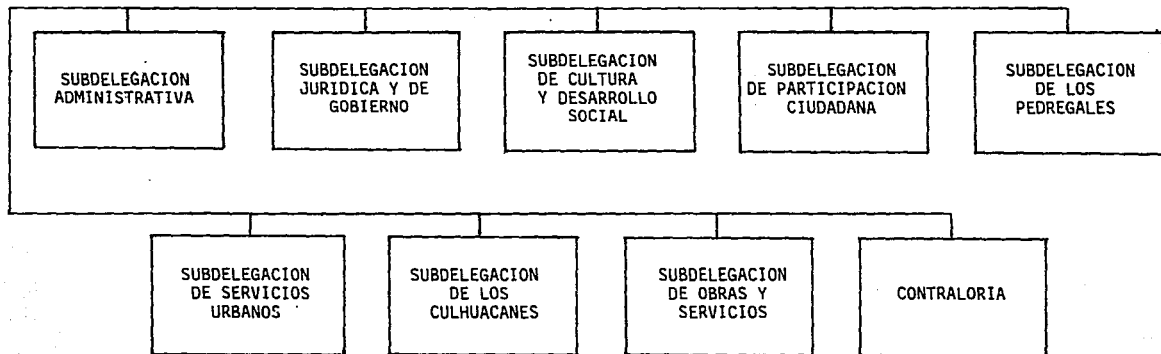 SUBDELEGACION
ADMINISTRATIVA
SUBDELEGACION
JURIDICA Y DE
GOBIERNO
SUBDELEGACION
DE CULTURA
Y DESARROLLO
SOCIAL
SUBDELEGACION
DE PARTICIPACION
CIUDADANA
SUBDELEGACION
DE LOS
PEDREGALES
SUBDELEGACION
DE SERVICIOS
URBANOS
SUBDELEGACION
DE LOS
CULHUACANES
SUBDELEGACION
DE OBRAS Y
SERVICIOS
CONTRALORIA